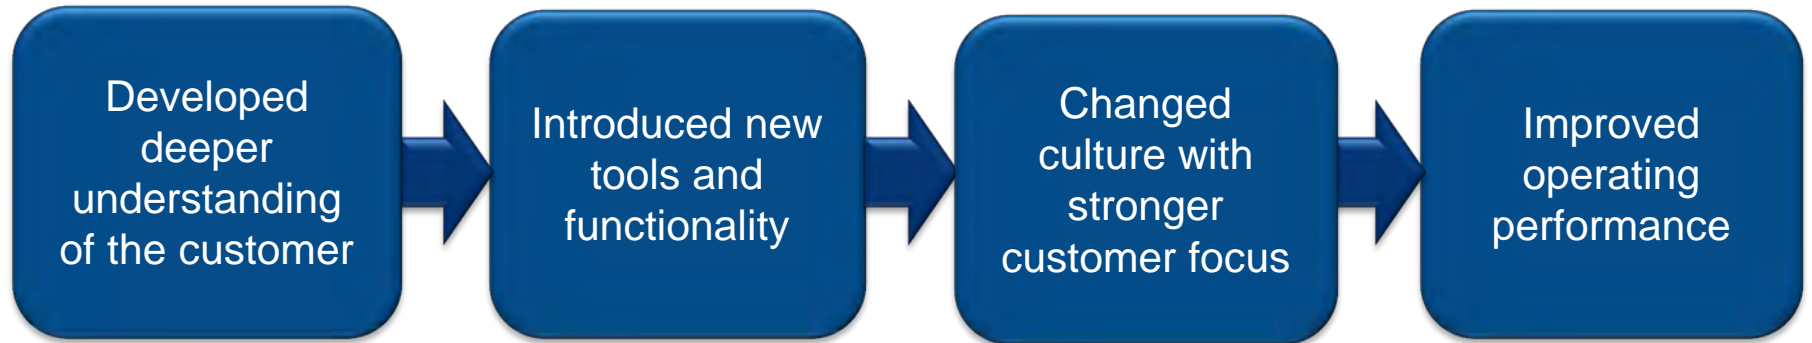 Developed
deeper
understanding
of the customer
Introduced new
tools and
functionality
Changed
culture with
stronger
customer focus
Improved
operating
performance